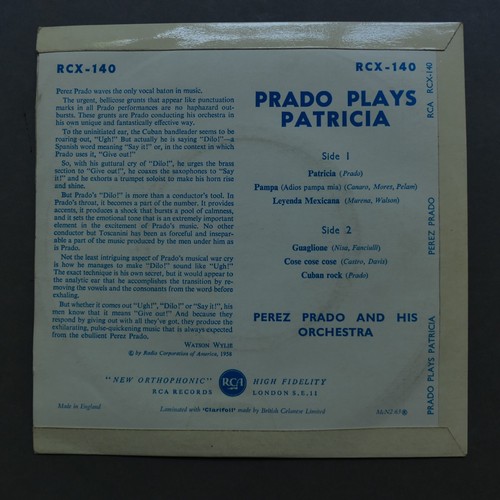 RCX-140
RCX-140
Perez Prado waves the only vocal baton in music.
The urgent, bellicose grunts that appear like punctuation
marks in all Prado performances are no haphazard out-
bursts. These grunts are Prado conducting his orchestra in
his own unique and fantastically effective way.
To the uninitiated ear, the Cuban bandleader seems to be
roaring out, "Ugh!" But actually he is saying "Dilo!"—a
Spanish word meaning "Say it!" or, in the context in which
Prado uses it, "Give out!"
So, with his guttural cry of "Dilo!", he urges the brass
section to "Give out!", he coaxes the saxophones to "Say
it!" and he exhorts a trumpet soloist to make his horn rise
and shine.
But Prado's "Dilo!" is more than a conductor's tool. In
Prado's throat, it becomes a part of the number. It provides
accents, it produces a shock that bursts a pool of calmness,
and it sets the emotional tone that is an extremely important
element in the excitement of Prado's music. No other
conductor but Toscanini has been as forceful and insepar-
able a part of the music produced by the men under him as
is Prado.
Not the least intriguing aspect of Prado's musical war cry
is how he manages to make "Dilo!" sound like "Ugh!"
The exact technique is his own secret, but it would appear to
the analytic ear that he accomplishes the transition by re-
moving the vowels and the consonants from the word before
exhaling.
But whether it comes out "Ugh!", "Dilo!" or "Say it!", his
men know that it means "Give out!" And because they
respond by giving out with all they've got, they produce the
exhilarating, pulse-quickening music that is always expected
from the ebullient Perez Prado.
WATSON WYLIE
© by Radio Corporation of America, 1958
PRADO PLAYS
PATRICIA
Side 1
Patricia (Prado)
Pampa (Adios pampa mia) (Canaro, Mores, Pelam)
Leyenda Mexicana (Murena, Walton)
Side 2
Guaglione (Nisa, Fanciulli)
Cose cose cose (Castro, Davis)
Cuban rock (Prado)
PEREZ PRADO AND HIS
ORCHESTRA
"NEW ORTHOPHONIC" RCA HIGH FIDELITY
RCA RECORDS LONDON S.E.11
Made in England
Laminated with 'Clarifoil' made by British Celanese Limited
RCA RCX-140
PEREZ PRADO
PRADO PLAYS PATRICIA